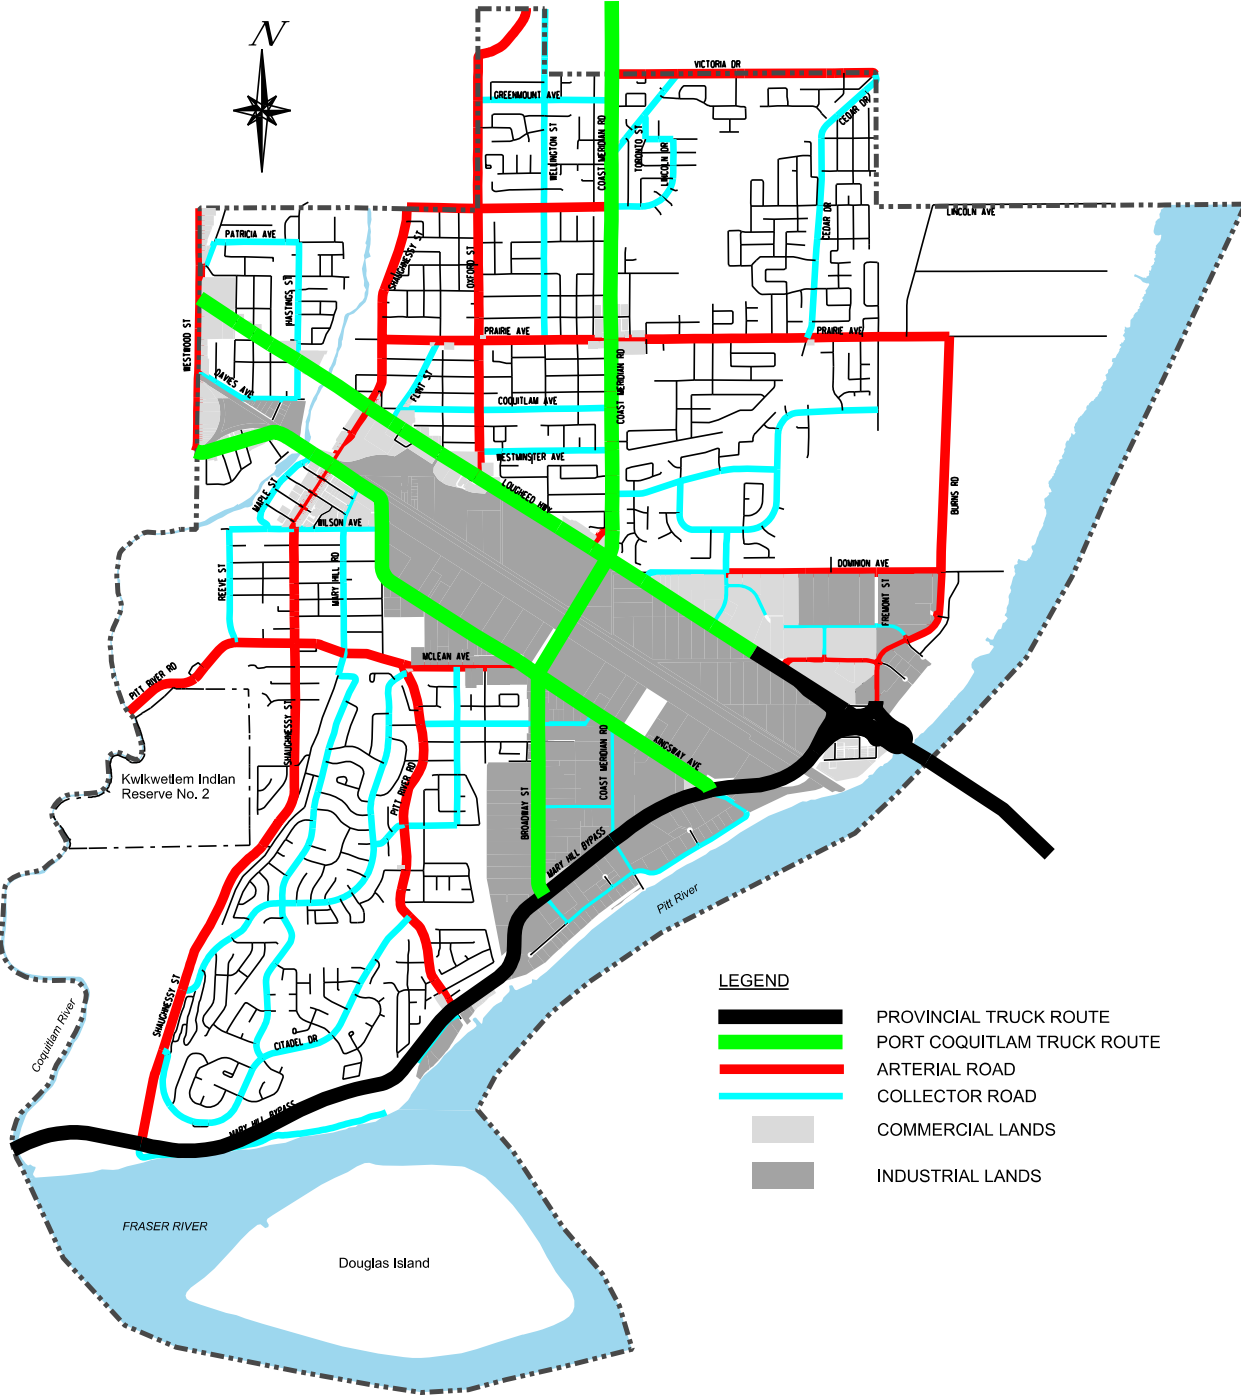 N
VICTORIA DR
GREENMOUNT AVE
CEDAR DR
WELLINGTON ST
COAST MERIDIAN RD
TORONTO ST
LINCOLN DR
LINCOLN AVE
PATRICIA AVE
SHAUGHNESSY ST
OXFORD ST
CEDAR DR
HASTINGS ST
WESTWOOD ST
PRAIRIE AVE
PRAIRIE AVE
DAVIES AVE
FLINT ST
COAST MERIDIAN RD
COQUITLAM AVE
WESTMINSTER AVE
MAPLE ST
LOUGHEED HWY
BURNS RD
WILSON AVE
REEVE ST
MARY HILL RD
DOMINION AVE
FREMONT ST
MCLEAN AVE
PITT RIVER RD
SHAUGHNESSY ST
KINGSWAY AVE
COAST MERIDIAN RD
Kwikwetlem Indian
Reserve No. 2
PITT RIVER RD
BROADWAY ST
MARY HILL BYPASS
Pitt River
SHAUGHNESSY ST
Coquitlam River
CITADEL DR
MARY HILL BYPASS
LEGEND
PROVINCIAL TRUCK ROUTE
PORT COQUITLAM TRUCK ROUTE
ARTERIAL ROAD
COLLECTOR ROAD
COMMERCIAL LANDS
INDUSTRIAL LANDS
FRASER RIVER
Douglas Island